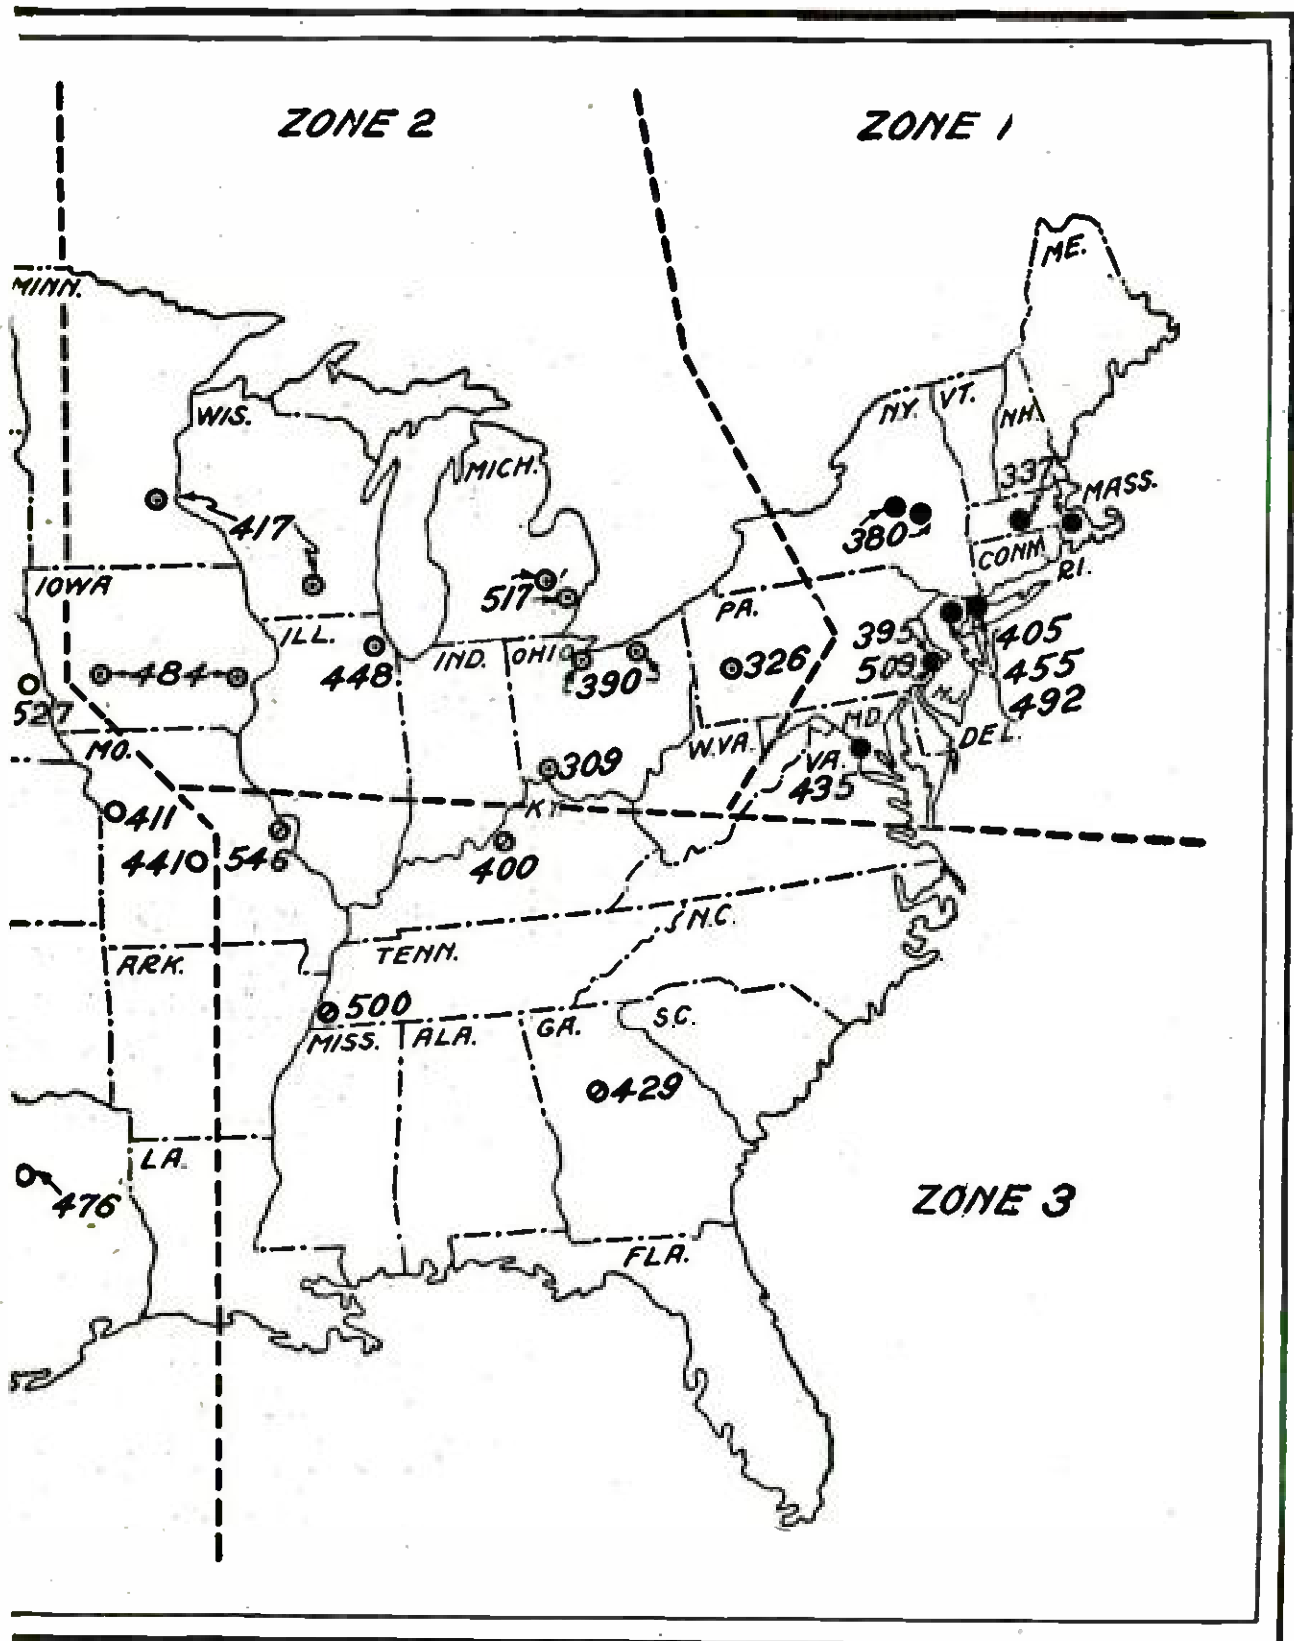 ZONE 2
ZONE 1
ME.
MINN.
WIS.
NY.
VT.
NH.
MICH.
337
MASS.
417
380
CONN
IOWA
517
R.I.
ILL.
PA.
395
405
IND.
OHIO
484
448
390
326
509
455
527
N.J.
492
MO.
W.VA.
MD.
DEL.
309
VA.
435
KY.
411
441
546
400
N.C.
ARK.
TENN.
500
S.C.
MISS.
ALA.
GA.
429
LA.
476
ZONE 3
FLA.